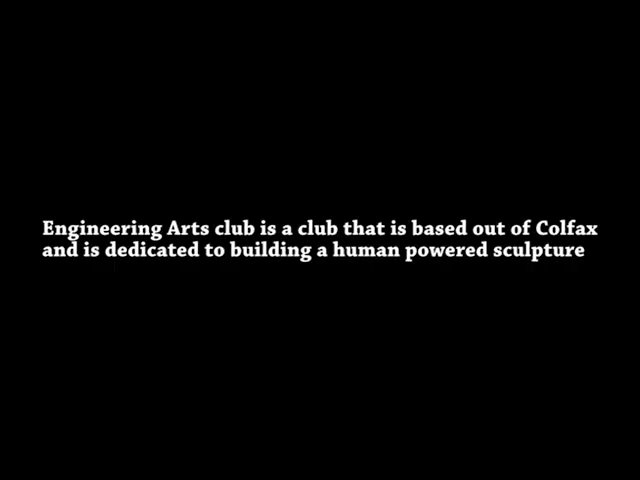 Engineering Arts club is a club that is based out of Colfax
and is dedicated to building a human powered sculpture